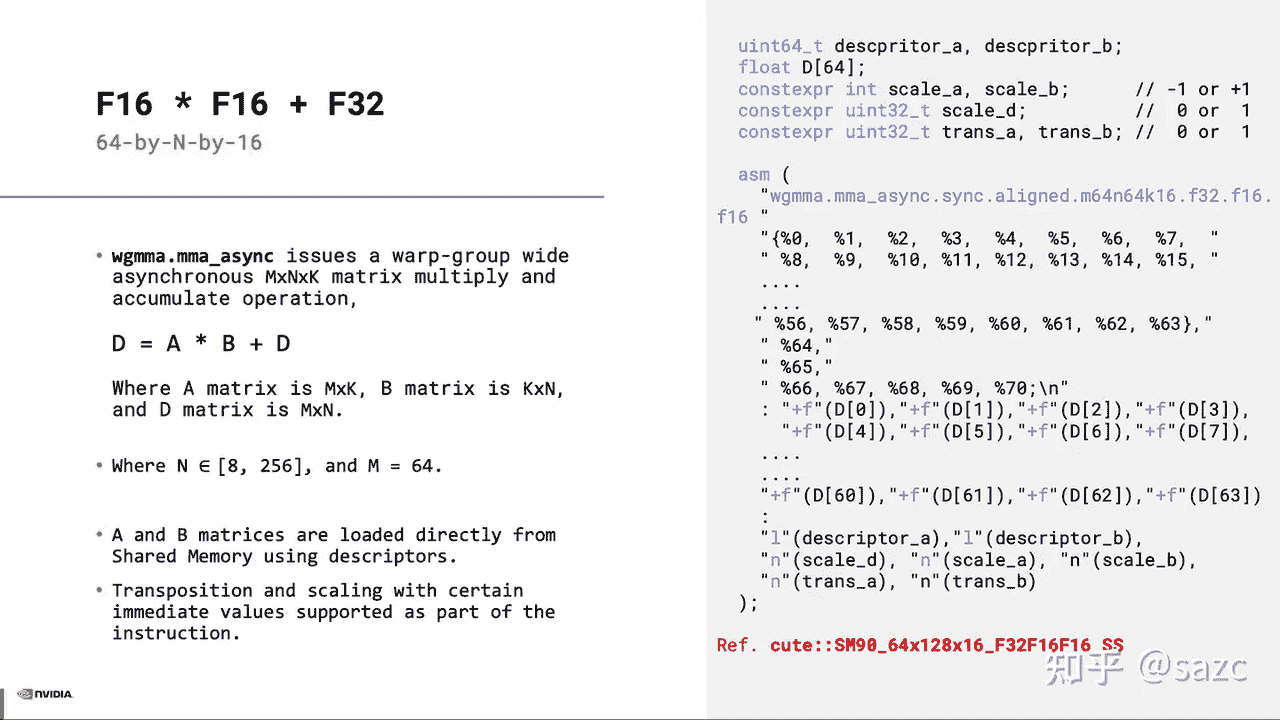 F16 * F16 + F32
64-by-N-by-16
• wgmma.mma_async issues a warp-group wide
asynchronous MxNxK matrix multiply and
accumulate operation,
D = A * B + D
Where A matrix is MxK, B matrix is KxN,
and D matrix is MxN.
• Where N ∈ [8, 256], and M = 64.
• A and B matrices are loaded directly from
Shared Memory using descriptors.
• Transposition and scaling with certain
immediate values supported as part of the
instruction.
NVIDIA.
uint64_t descpritor_a, descpritor_b;
float D[64];
constexpr int scale_a, scale_b;      // -1 or +1
constexpr uint32_t scale_d;          //  0 or  1
constexpr uint32_t trans_a, trans_b; //  0 or  1
asm (
"wgmma.mma_async.sync.aligned.m64n64k16.f32.f16.
f16 "
"{%0,  %1,  %2,  %3,  %4,  %5,  %6,  %7,  "
" %8,  %9,  %10, %11, %12, %13, %14, %15, "
....
....
" %56, %57, %58, %59, %60, %61, %62, %63},"
" %64,"
" %65,"
" %66, %67, %68, %69, %70;\n"
: "+f"(D[0]),"+f"(D[1]),"+f"(D[2]),"+f"(D[3]),
"+f"(D[4]),"+f"(D[5]),"+f"(D[6]),"+f"(D[7]),
....
....
"+f"(D[60]),"+f"(D[61]),"+f"(D[62]),"+f"(D[63])
:
"l"(descriptor_a),"l"(descriptor_b),
"n"(scale_d), "n"(scale_a), "n"(scale_b),
"n"(trans_a), "n"(trans_b)
);
Ref. cute::SM90_64x128x16_F32F16F16_SS
知乎 @sazc